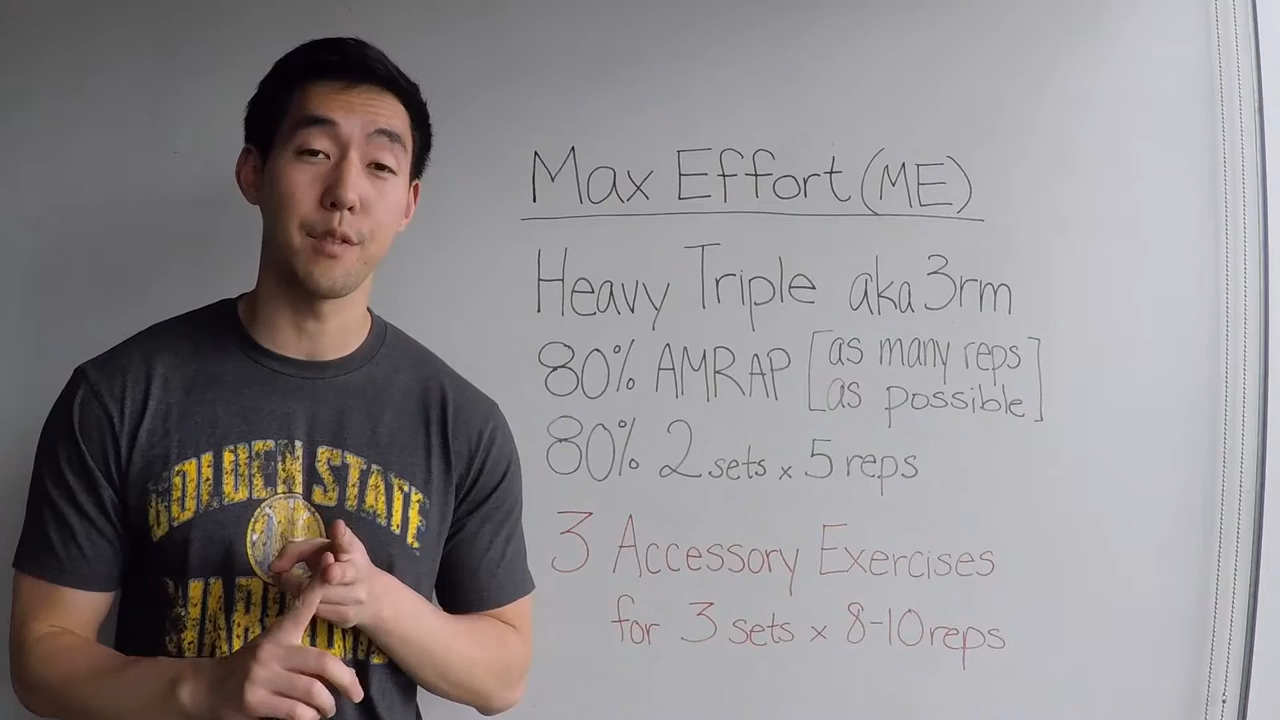 GOLDEN STATE
WARRIORS
Max Effort (ME)
Heavy Triple aka 3rm
80% AMRAP [as many reps
as possible]
80% 2 sets x 5 reps
3 Accessory Exercises
for 3 sets x 8-10 reps